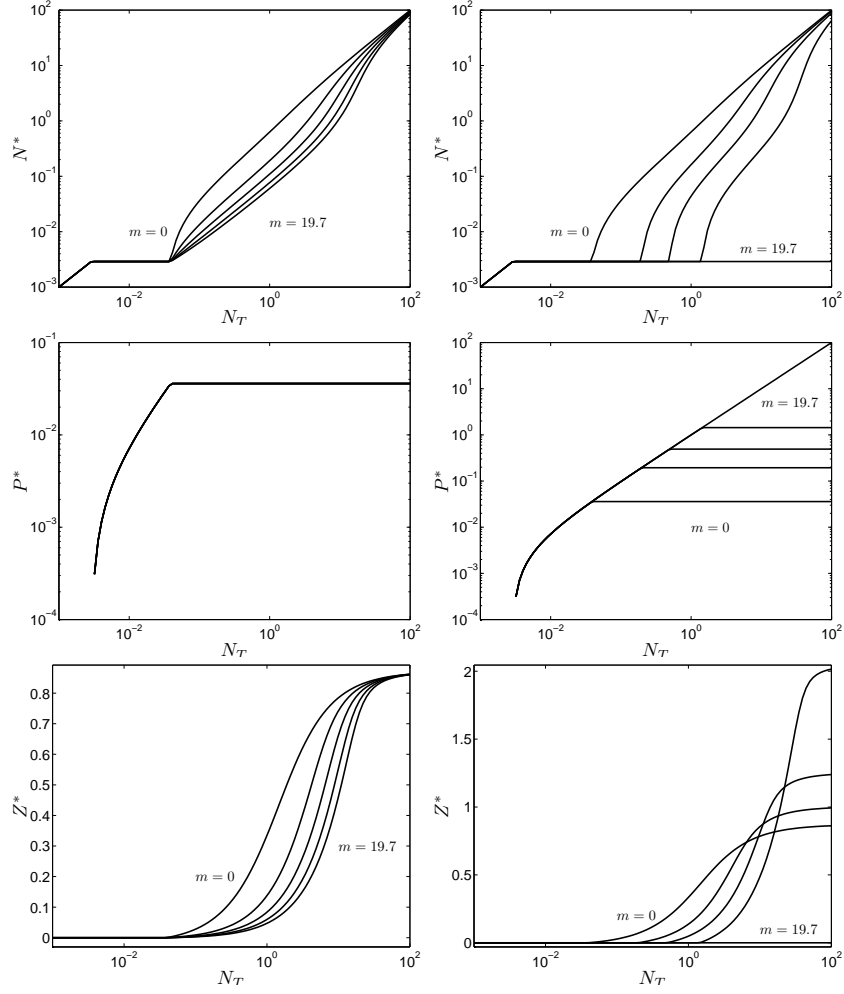 10^2
10^1
10^0
10^-1
10^-2
10^-3
N*
m = 0
m = 19.7
10^-2
10^0
10^2
N_T
10^2
10^1
10^0
10^-1
10^-2
10^-3
N*
m = 0
m = 19.7
10^-2
10^0
10^2
N_T
10^-1
10^-2
10^-3
10^-4
P*
10^-2
10^0
10^2
N_T
10^2
10^1
10^0
10^-1
10^-2
10^-3
10^-4
P*
m = 19.7
m = 0
10^-2
10^0
10^2
N_T
0.8
0.7
0.6
0.5
0.4
0.3
0.2
0.1
0
Z*
m = 19.7
m = 0
10^-2
10^0
10^2
N_T
2
1.5
1
0.5
0
Z*
m = 0
m = 19.7
10^-2
10^0
10^2
N_T